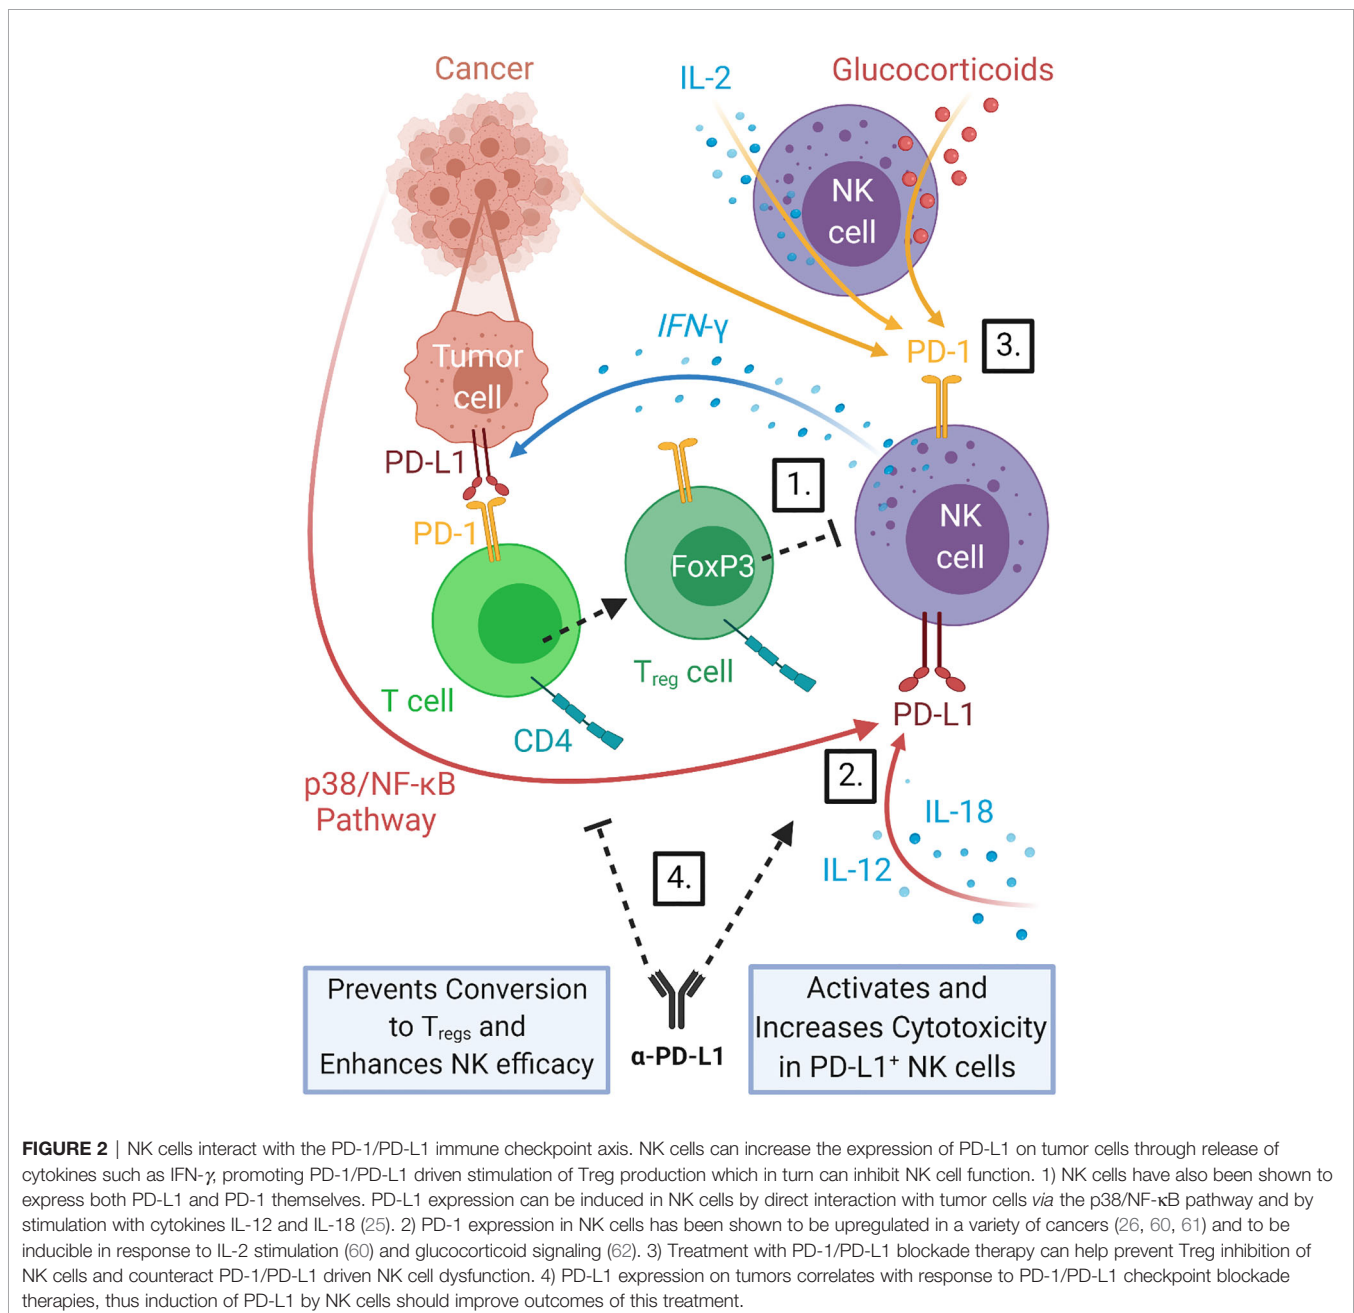 Cancer
IL-2
Glucocorticoids
NK
cell
IFN-γ
PD-1
3.
Tumor
cell
PD-L1
1.
PD-1
NK
cell
FoxP3
Treg cell
T cell
PD-L1
CD4
2.
p38/NF-κB
Pathway
IL-18
IL-12
4.
Prevents Conversion
to Tregs and
Enhances NK efficacy
α-PD-L1
Activates and
Increases Cytotoxicity
in PD-L1+ NK cells
FIGURE 2 | NK cells interact with the PD-1/PD-L1 immune checkpoint axis. NK cells can increase the expression of PD-L1 on tumor cells through release of
cytokines such as IFN-γ, promoting PD-1/PD-L1 driven stimulation of Treg production which in turn can inhibit NK cell function. 1) NK cells have also been shown to
express both PD-L1 and PD-1 themselves. PD-L1 expression can be induced in NK cells by direct interaction with tumor cells via the p38/NF-κB pathway and by
stimulation with cytokines IL-12 and IL-18 (25). 2) PD-1 expression in NK cells has been shown to be upregulated in a variety of cancers (26, 60, 61) and to be
inducible in response to IL-2 stimulation (60) and glucocorticoid signaling (62). 3) Treatment with PD-1/PD-L1 blockade therapy can help prevent Treg inhibition of
NK cells and counteract PD-1/PD-L1 driven NK cell dysfunction. 4) PD-L1 expression on tumors correlates with response to PD-1/PD-L1 checkpoint blockade
therapies, thus induction of PD-L1 by NK cells should improve outcomes of this treatment.